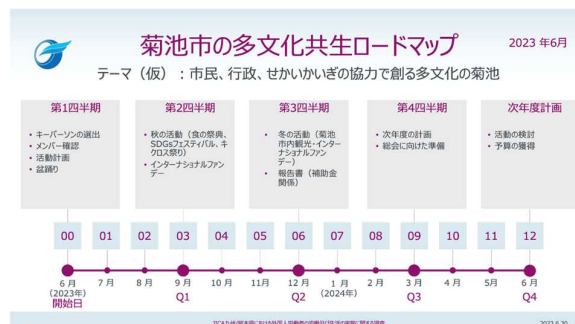 菊池市の多文化共生ロードマップ
2023 年6月
テーマ（仮）：市民、行政、せかいかいぎの協力で創る多文化の菊池
第1四半期
• キーパーソンの選出
• メンバー確認
• 活動計画
• 盆踊り
第2四半期
• 秋の活動（食の祭典、
SDGsフェスティバル、キ
クロス祭り）
• インターナショナルファン
デー
第3四半期
• 冬の活動（菊池
市内観光・インター
ナショナルファン
デー）
• 報告書（補助金
関係）
第4四半期
• 次年度の計画
• 総会に向けた準備
次年度計画
• 活動の検討
• 予算の獲得
00 01 02 03 04 05 06 07 08 09 10 11 12
6 月 7 月 8 月 9 月 10 月 11月 12 月 1 月 2 月 3 月 4 月 5月 6 月
(2023年) Q1 Q2 (2024年) Q3 Q4
開始日
2023.6.20